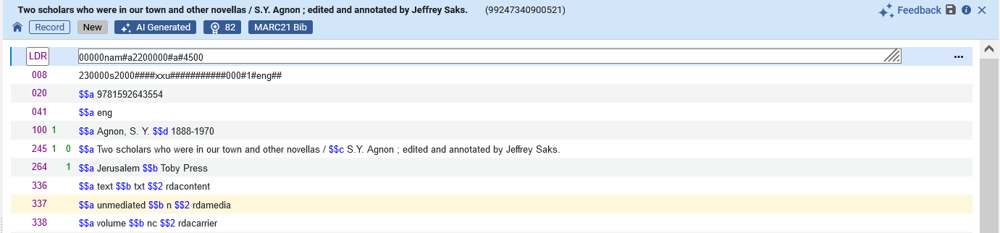 Two scholars who were in our town and other novellas / S.Y. Agnon ; edited and annotated by Jeffrey Saks. (99247340900521) Feedback
Record New AI Generated 82 MARC21 Bib
LDR 00000nam#a2200000#a#4500 ...
008 230000s2000####xxu###########000#1#eng##
020 $$a 9781592643554
041 $$a eng
100 1 $$a Agnon, S. Y. $$d 1888-1970
245 1 0 $$a Two scholars who were in our town and other novellas / $$c S.Y. Agnon ; edited and annotated by Jeffrey Saks.
264 1 $$a Jerusalem $$b Toby Press
336 $$a text $$b txt $$2 rdacontent
337 $$a unmediated $$b n $$2 rdamedia
338 $$a volume $$b nc $$2 rdacarrier